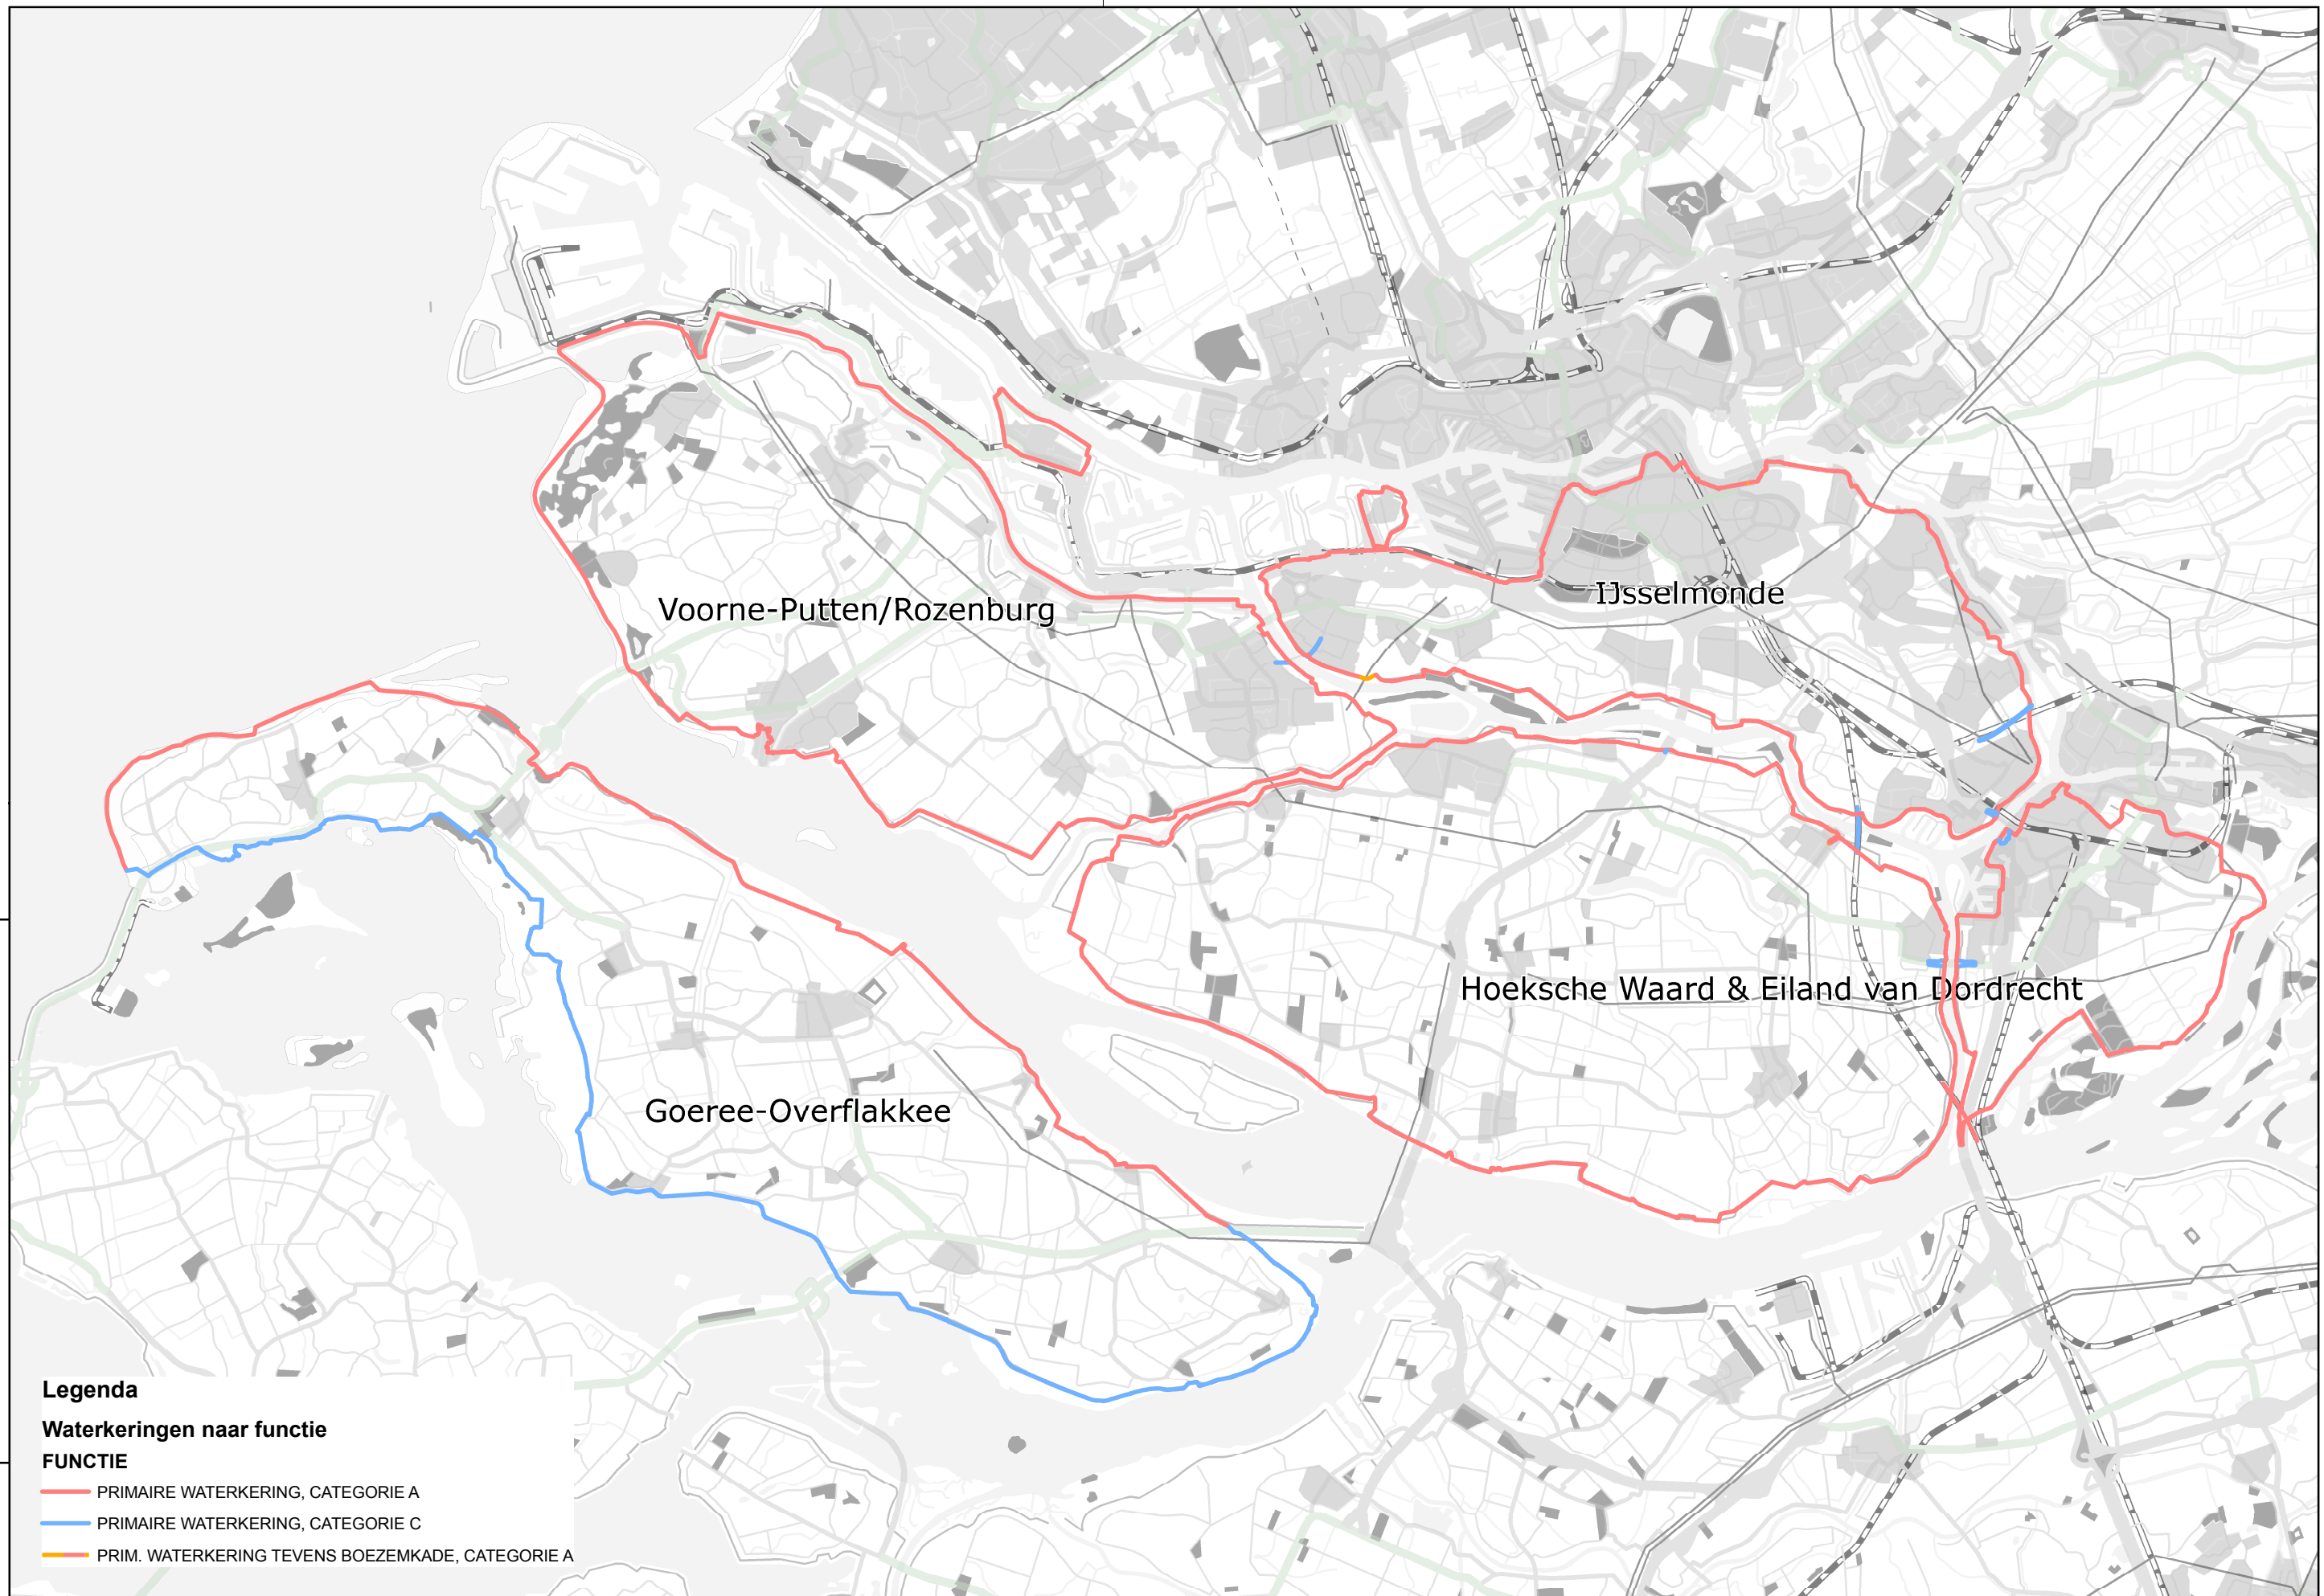 IJsselmonde
Voorne-Putten/Rozenburg
Hoeksche Waard & Eiland van Dordrecht
Goeree-Overflakkee
Legenda
Waterkeringen naar functie
FUNCTIE
PRIMAIRE WATERKERING, CATEGORIE A
PRIMAIRE WATERKERING, CATEGORIE C
PRIM. WATERKERING TEVENS BOEZEMKADE, CATEGORIE A